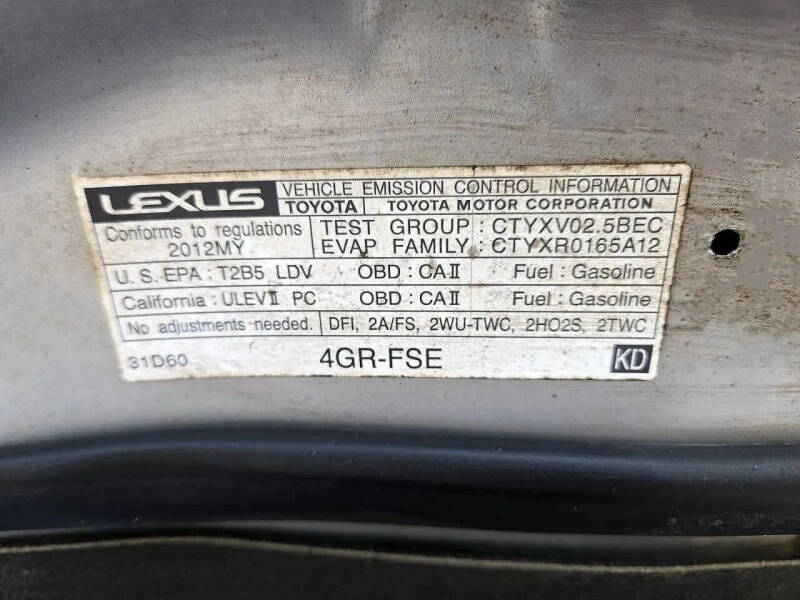 LEXUS VEHICLE EMISSION CONTROL INFORMATION
TOYOTA TOYOTA MOTOR CORPORATION
Conforms to regulations TEST GROUP : CTYXV02.5BEC
2012MY EVAP FAMILY : CTYXR0165A12
U.S.EPA : T2B5 LDV OBD : CAⅡ Fuel : Gasoline
California : ULEVⅡ PC OBD : CAⅡ Fuel : Gasoline
No adjustments needed. DFI, 2A/FS, 2WU-TWC, 2HO2S, 2TWC
31D60 4GR-FSE KD